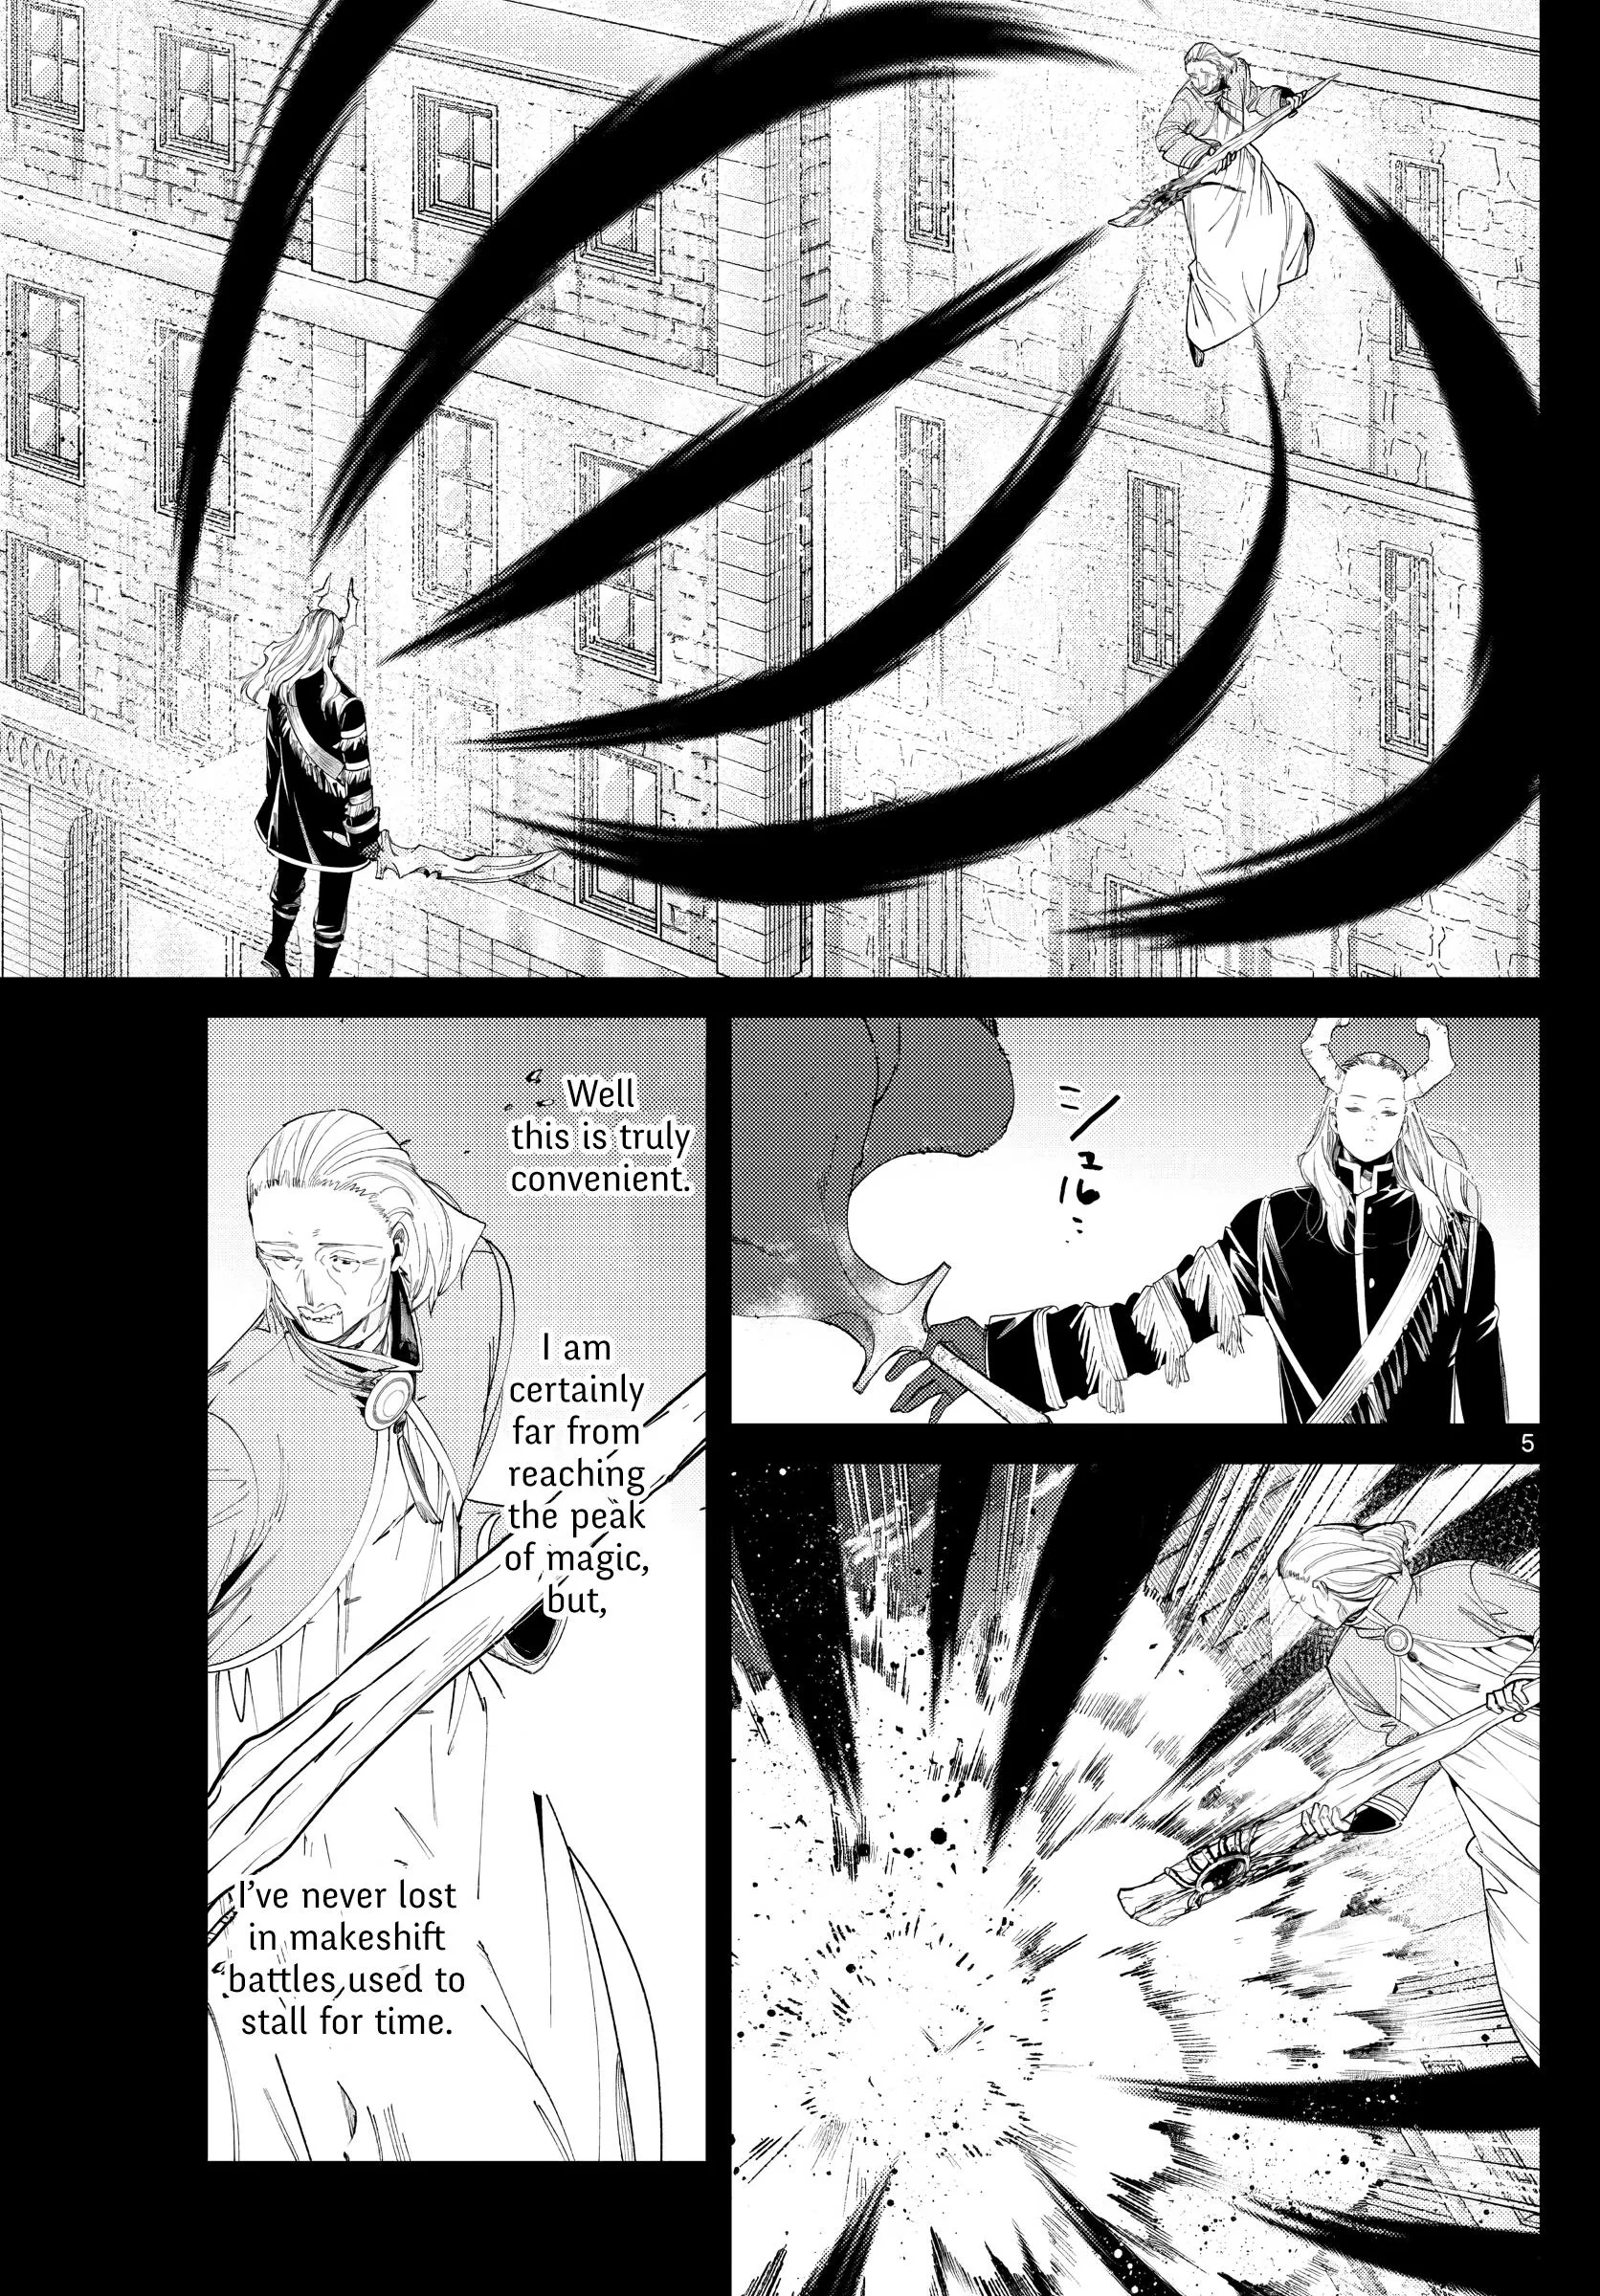 シュル…
5
Well
this is truly
convenient.
I am
certainly
far from
reaching
the peak
of magic,
but,
I've never lost
in makeshift
battles used to
stall for time.